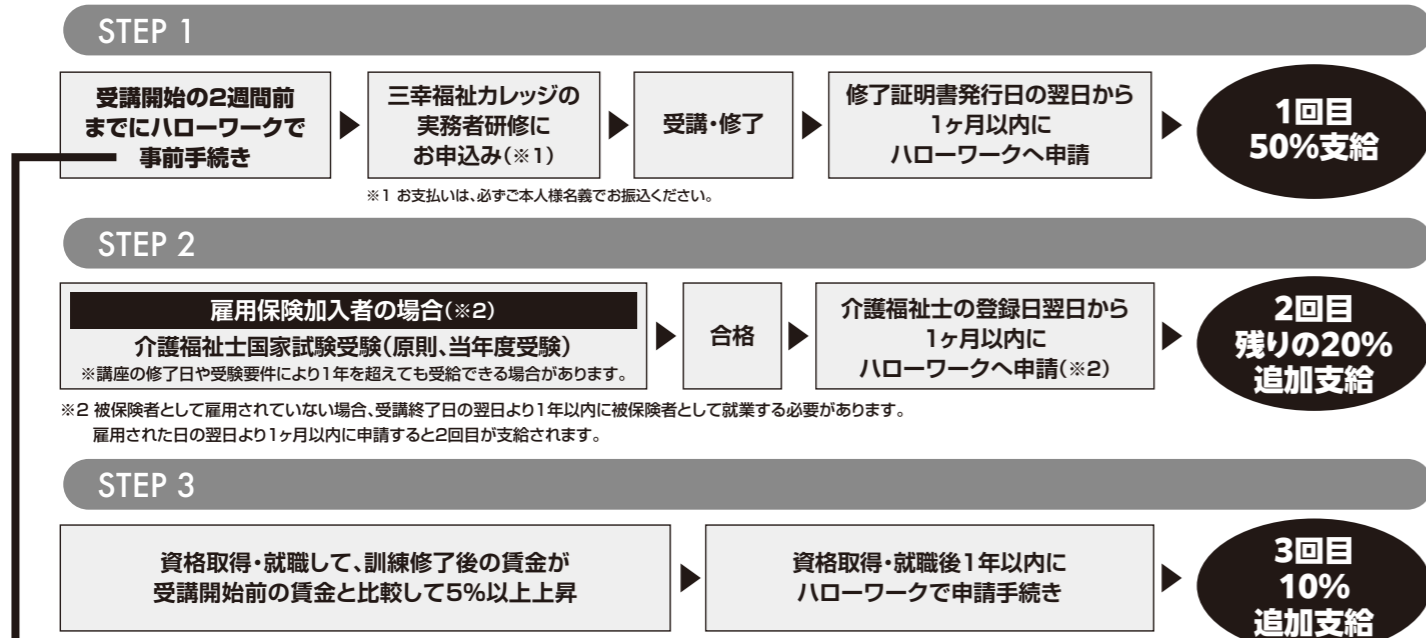 STEP 1
受講開始の2週間前
までにハローワークで
事前手続き
三幸福祉カレッジの
実務者研修に
お申込み(※1)
受講・修了
修了証明書発行日の翌日から
1ヶ月以内に
ハローワークへ申請
1回目
50%支給
※1 お支払いは、必ずご本人様名義でお振込ください。
STEP 2
雇用保険加入者の場合(※2)
介護福祉士国家試験受験(原則、当年度受験)
※講座の修了日や受験要件により1年を超えても受給できる場合があります。
合格
介護福祉士の登録日翌日から
1ヶ月以内に
ハローワークへ申請(※2)
2回目
残りの20%
追加支給
※2 被保険者として雇用されていない場合、受講終了日の翌日より1年以内に被保険者として就業する必要があります。
雇用された日の翌日より1ヶ月以内に申請すると2回目が支給されます。
STEP 3
資格取得・就職して、訓練修了後の賃金が
受講開始前の賃金と比較して5%以上上昇
資格取得・就職後1年以内に
ハローワークで申請手続き
3回目
10%
追加支給